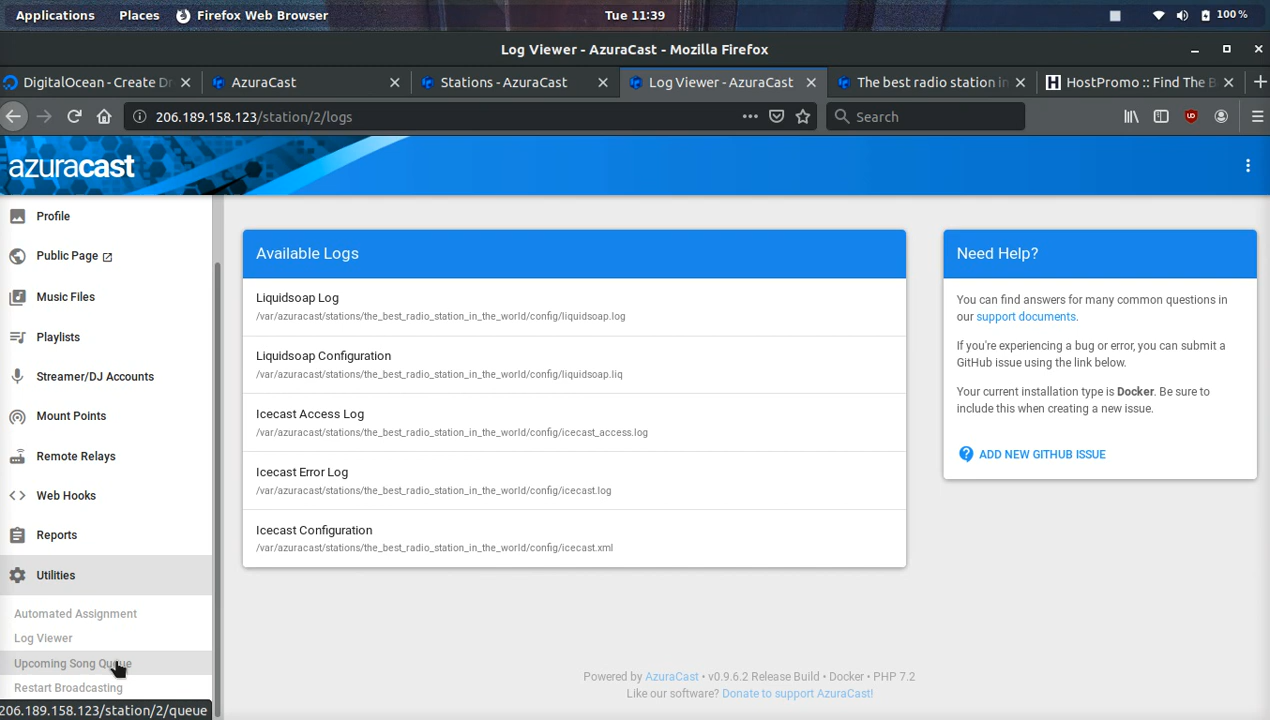 Applications Places Firefox Web Browser Tue 11:39 100%
Log Viewer - AzuraCast - Mozilla Firefox
DigitalOcean - Create Dr AzuraCast Stations - AzuraCast Log Viewer - AzuraCast The best radio station in HostPromo :: Find The B
206.189.158.123/station/2/logs Search
azuracast
Profile
Public Page
Music Files
Playlists
Streamer/DJ Accounts
Mount Points
Remote Relays
Web Hooks
Reports
Utilities
Automated Assignment
Log Viewer
Upcoming Song Queue
Restart Broadcasting
206.189.158.123/station/2/queue
Available Logs
Liquidsoap Log
/var/azuracast/stations/the_best_radio_station_in_the_world/config/liquidsoap.log
Liquidsoap Configuration
/var/azuracast/stations/the_best_radio_station_in_the_world/config/liquidsoap.liq
Icecast Access Log
/var/azuracast/stations/the_best_radio_station_in_the_world/config/icecast_access.log
Icecast Error Log
/var/azuracast/stations/the_best_radio_station_in_the_world/config/icecast.log
Icecast Configuration
/var/azuracast/stations/the_best_radio_station_in_the_world/config/icecast.xml
Need Help?
You can find answers for many common questions in
our support documents.
If you're experiencing a bug or error, you can submit a
GitHub issue using the link below.
Your current installation type is Docker. Be sure to
include this when creating a new issue.
ADD NEW GITHUB ISSUE
Powered by AzuraCast • v0.9.6.2 Release Build • Docker • PHP 7.2
Like our software? Donate to support AzuraCast!